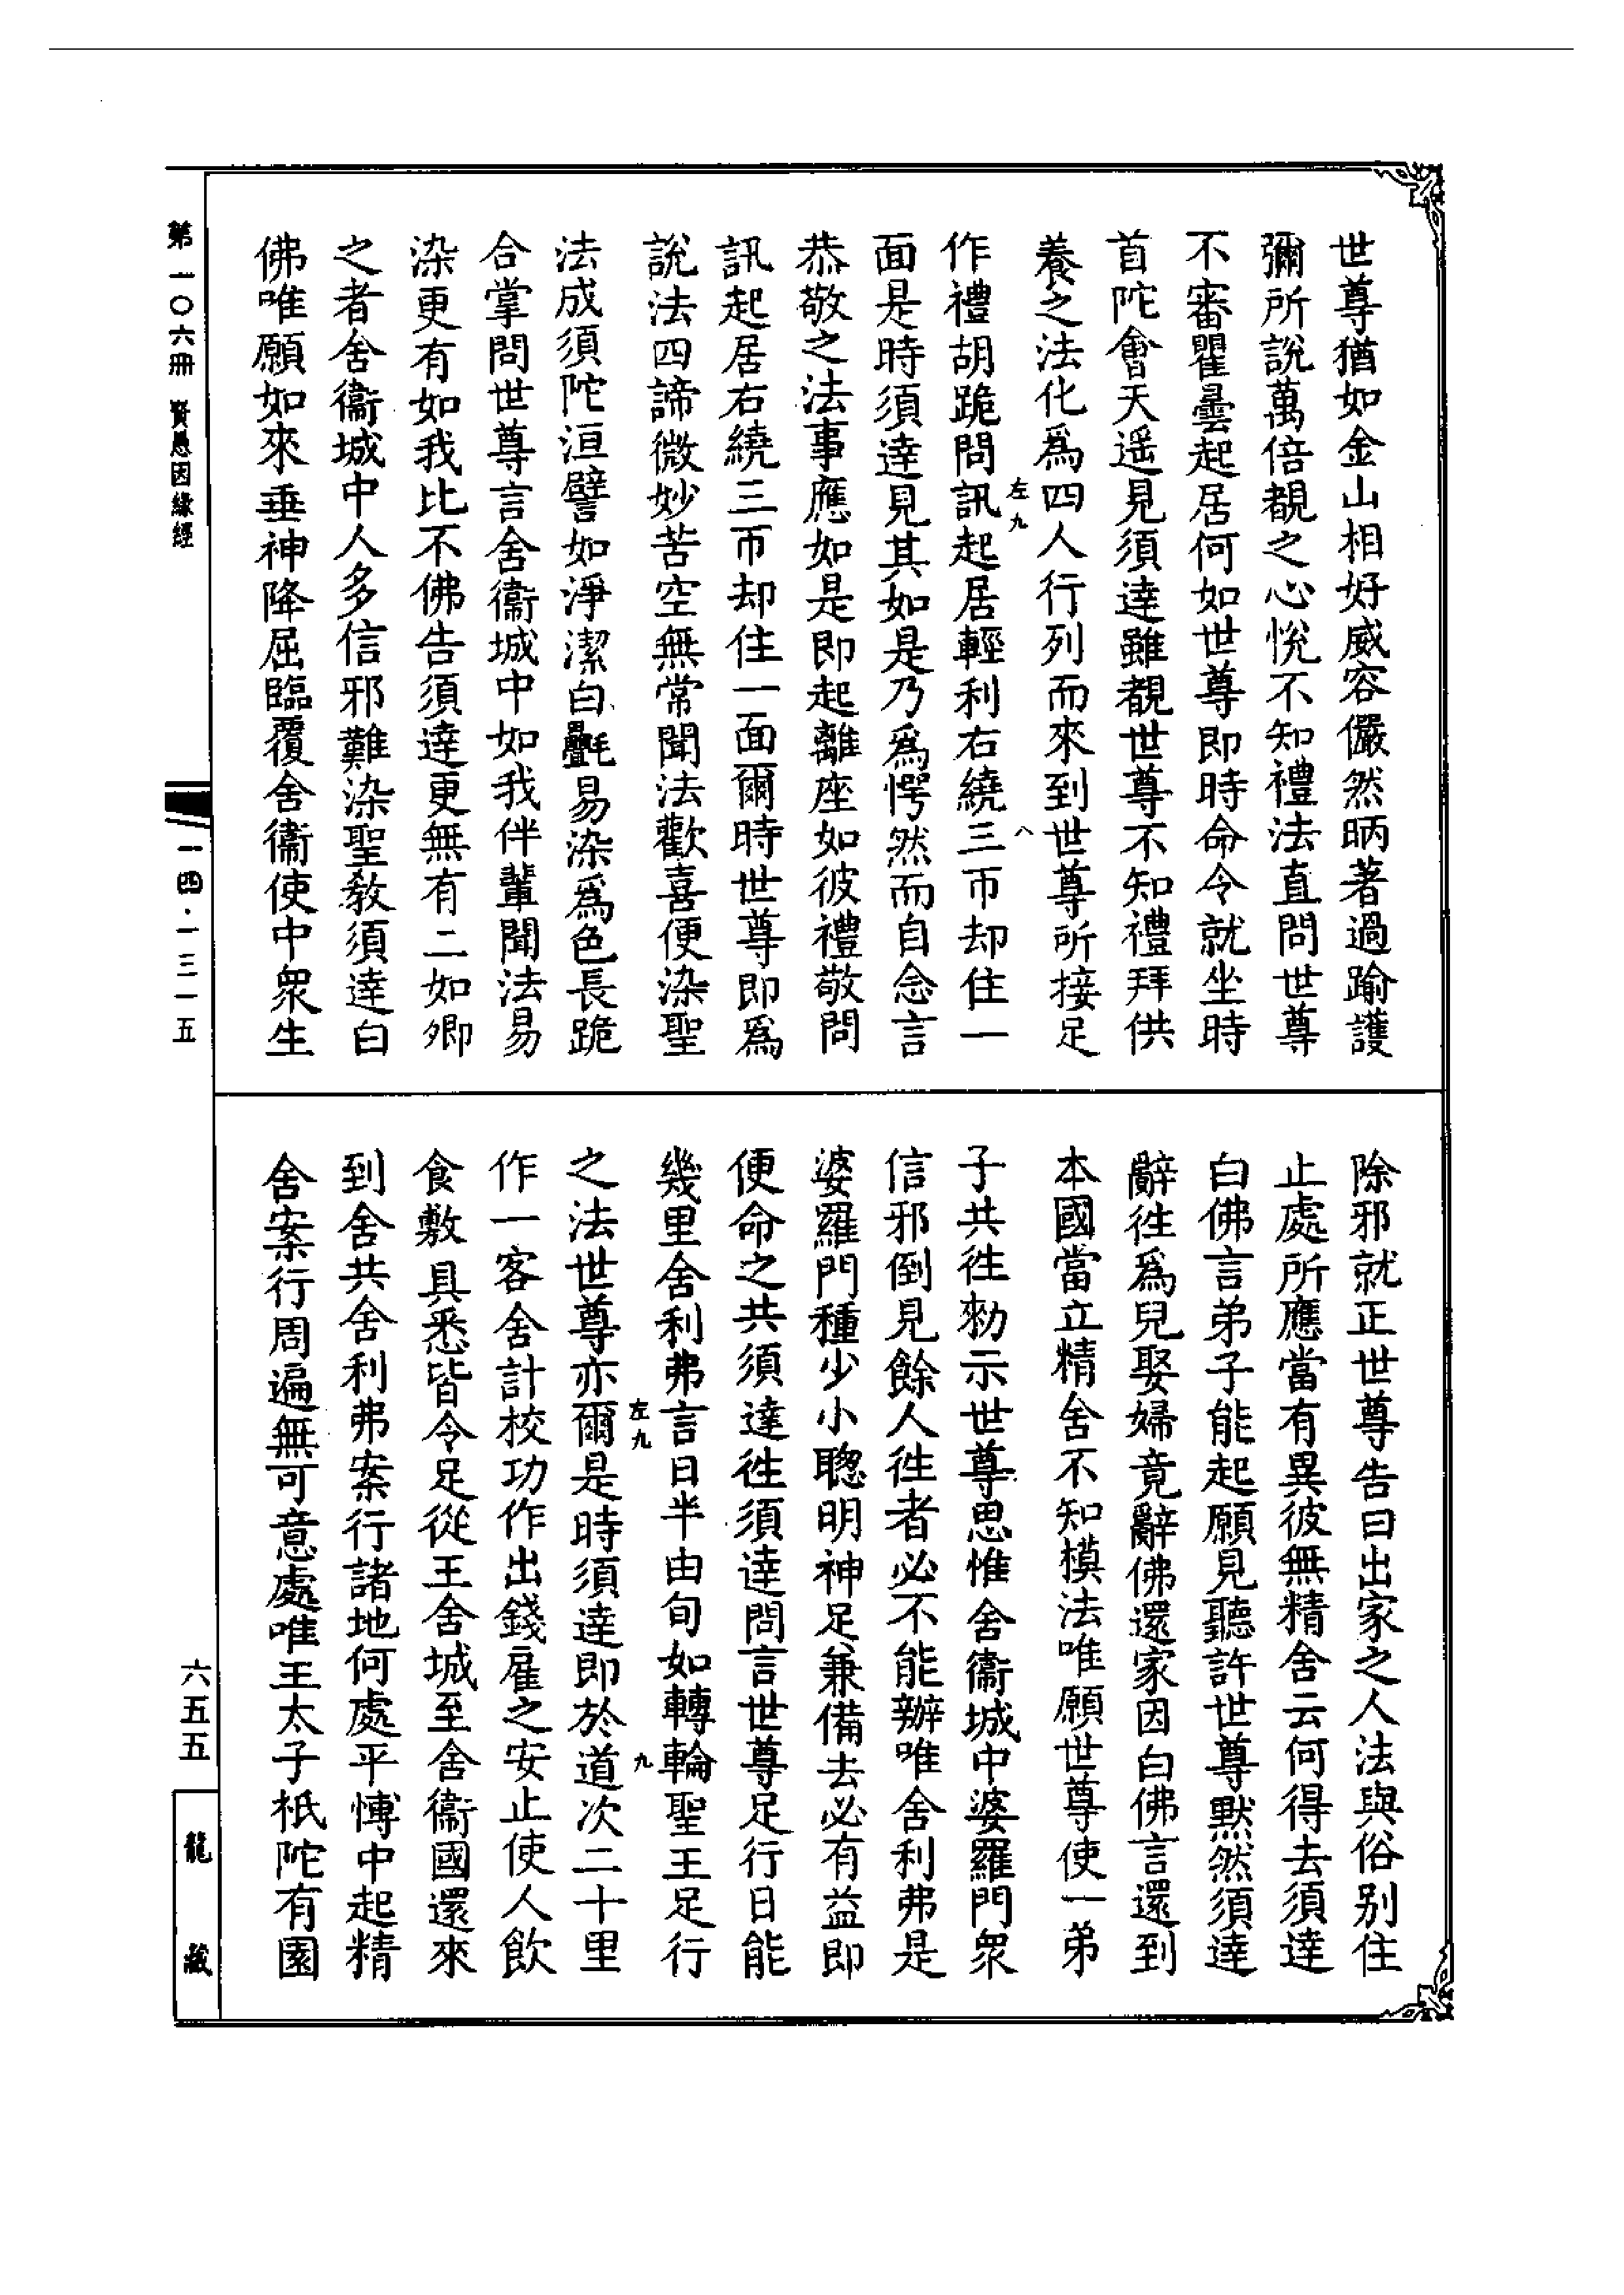 世尊猶如金山相好威容儼然昞著過踰護
彌所說萬倍覩之心悅不知禮法直問世尊
不審瞿曇起居何如世尊即時命令就坐時
首陀會天遥見須達雖覩世尊不知禮拜供
養之法化爲四人行列而來到世尊所接足
左九
八
作禮胡跪問訊起居輕利右繞三帀却住一
面是時須達見其如是乃爲愕然而自念言
恭敬之法事應如是即起離座如彼禮敬問
訊起居右繞三帀却住一面爾時世尊即爲
說法四諦微妙苦空無常聞法歡喜便染聖
法成須陀洹譬如淨潔白㲲易染爲色長跪
合掌問世尊言舍衞城中如我伴輩聞法易
染更有如我比不佛告須達更無有二如卿
之者舍衞城中人多信邪難染聖教須達白
佛唯願如來垂神降屈臨覆舍衞使中衆生
除邪就正世尊告曰出家之人法與俗别住
止處所應當有異彼無精舍云何得去須達
白佛言弟子能起願見聽許世尊默然須達
辭徃爲兒娶婦竟辭佛還家因白佛言還到
本國當立精舍不知模法唯願世尊使一弟
子共徃勑示世尊思惟舍衞城中婆羅門衆
信邪倒見餘人徃者必不能辦唯舍利弗是
婆羅門種少小聰明神足兼備去必有益即
便命之共須達徃須達問言世尊足行日能
幾里舍利弗言日半由旬如轉輪聖王足行
左九
九
之法世尊亦爾是時須達即於道次二十里
作一客舍計校功作出錢雇之安止使人飲
食敷具悉皆令足從王舍城至舍衞國還來
到舍共舍利弗案行諸地何處平慱中起精
舍案行周遍無可意處唯王太子祇陀有園
第一〇六冊 賢愚因緣經
一四·一三一五
六五五
龍藏